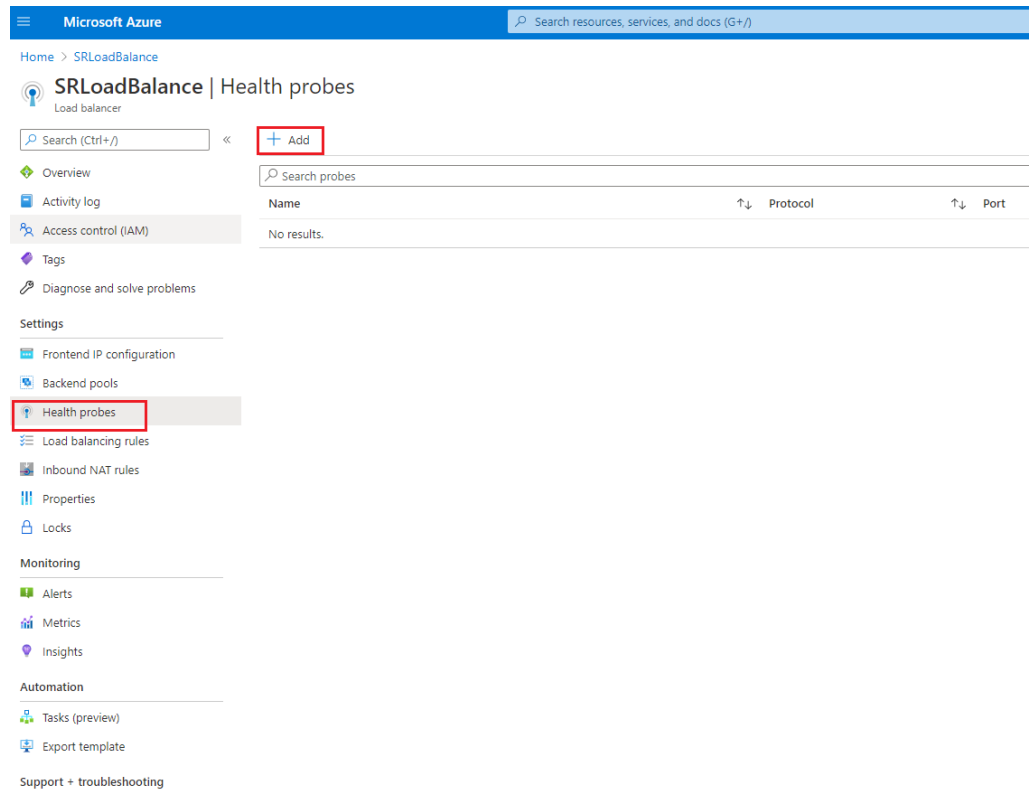 Microsoft Azure
Search resources, services, and docs (G+/)
Home > SRLoadBalance
SRLoadBalance | Health probes
Load balancer
Search (Ctrl+/)
«
+ Add
Overview
Search probes
Activity log
Name ↑↓ Protocol ↑↓ Port
Access control (IAM)
No results.
Tags
Diagnose and solve problems
Settings
Frontend IP configuration
Backend pools
Health probes
Load balancing rules
Inbound NAT rules
Properties
Locks
Monitoring
Alerts
Metrics
Insights
Automation
Tasks (preview)
Export template
Support + troubleshooting